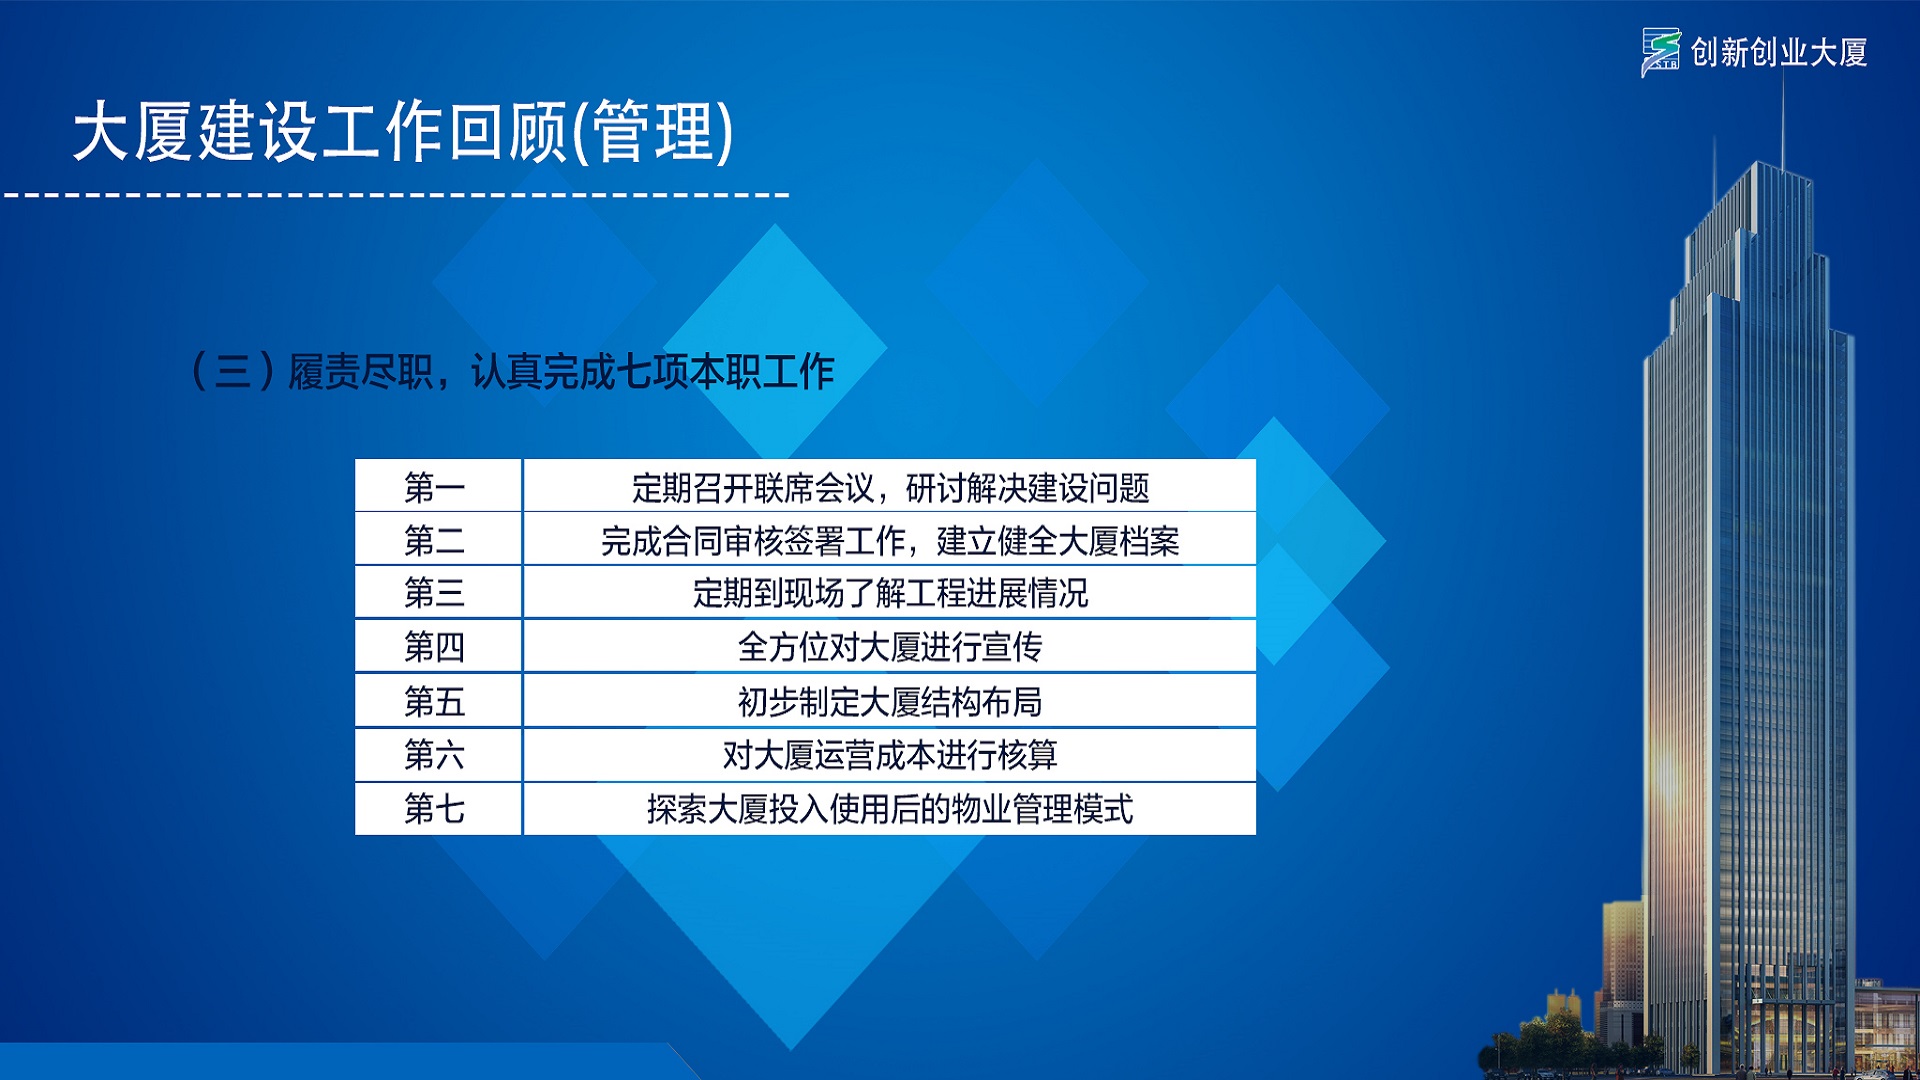 STB
创新创业大厦
大厦建设工作回顾(管理)
（三）履责尽职，认真完成七项本职工作
第一 定期召开联席会议，研讨解决建设问题
第二 完成合同审核签署工作，建立健全大厦档案
第三 定期到现场了解工程进展情况
第四 全方位对大厦进行宣传
第五 初步制定大厦结构布局
第六 对大厦运营成本进行核算
第七 探索大厦投入使用后的物业管理模式